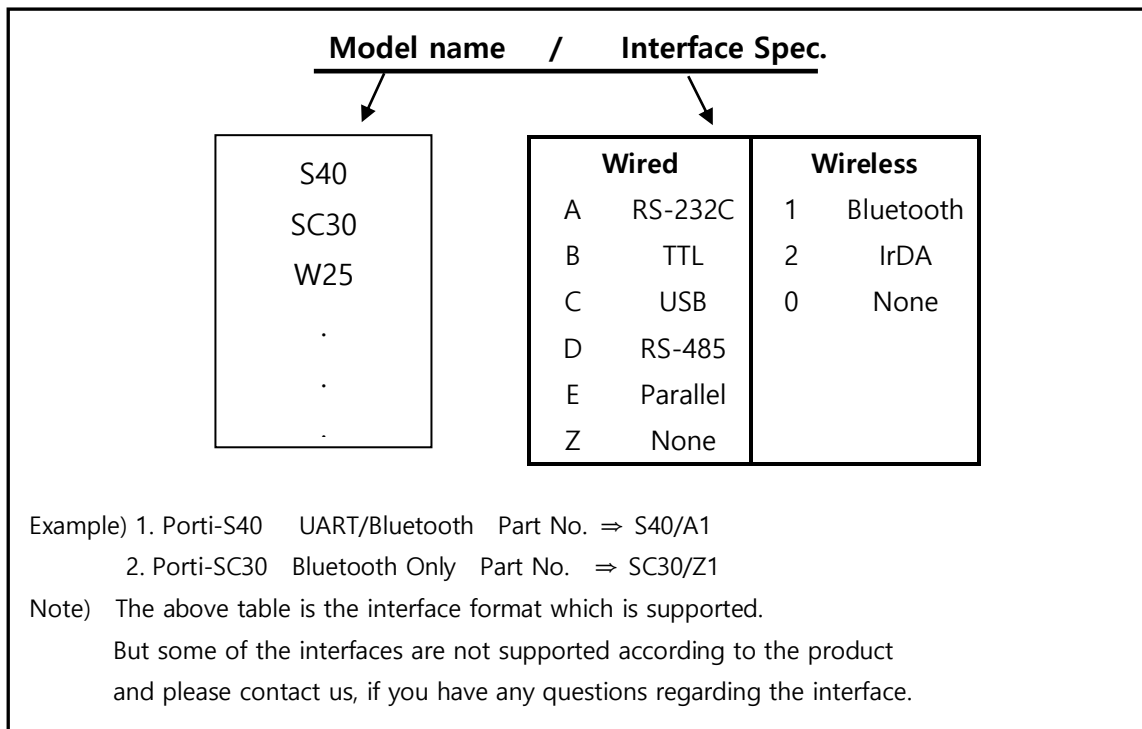 Model name / Interface Spec.
S40
SC30
W25
.
.
.
Wired Wireless
A RS-232C 1 Bluetooth
B TTL 2 IrDA
C USB 0 None
D RS-485
E Parallel
Z None
Example) 1. Porti-S40 UART/Bluetooth Part No. ⇒ S40/A1
2. Porti-SC30 Bluetooth Only Part No. ⇒ SC30/Z1
Note) The above table is the interface format which is supported.
But some of the interfaces are not supported according to the product
and please contact us, if you have any questions regarding the interface.